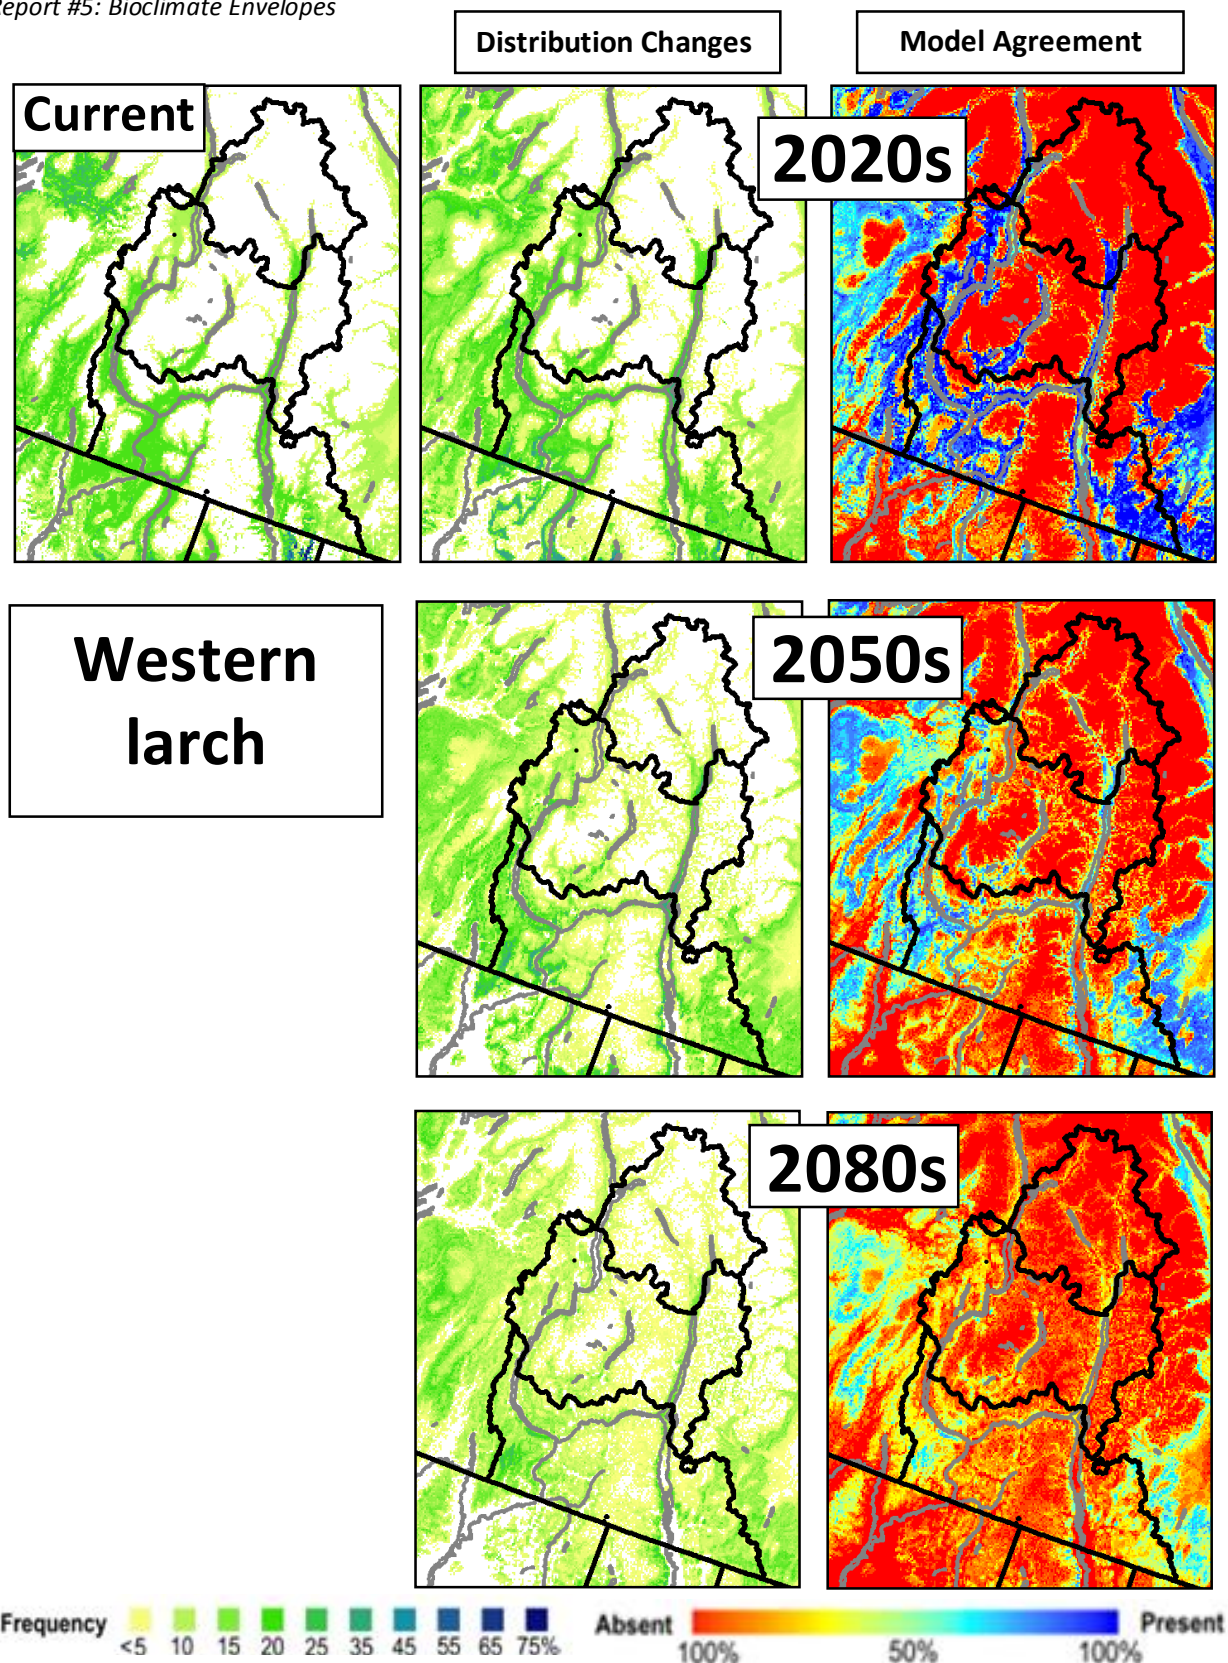 Report #5: Bioclimate Envelopes
Distribution Changes
Model Agreement
Current
2020s
Western
larch
2050s
2080s
Frequency
<5 10 15 20 25 35 45 55 65 75%
Absent
Present
100% 50% 100%